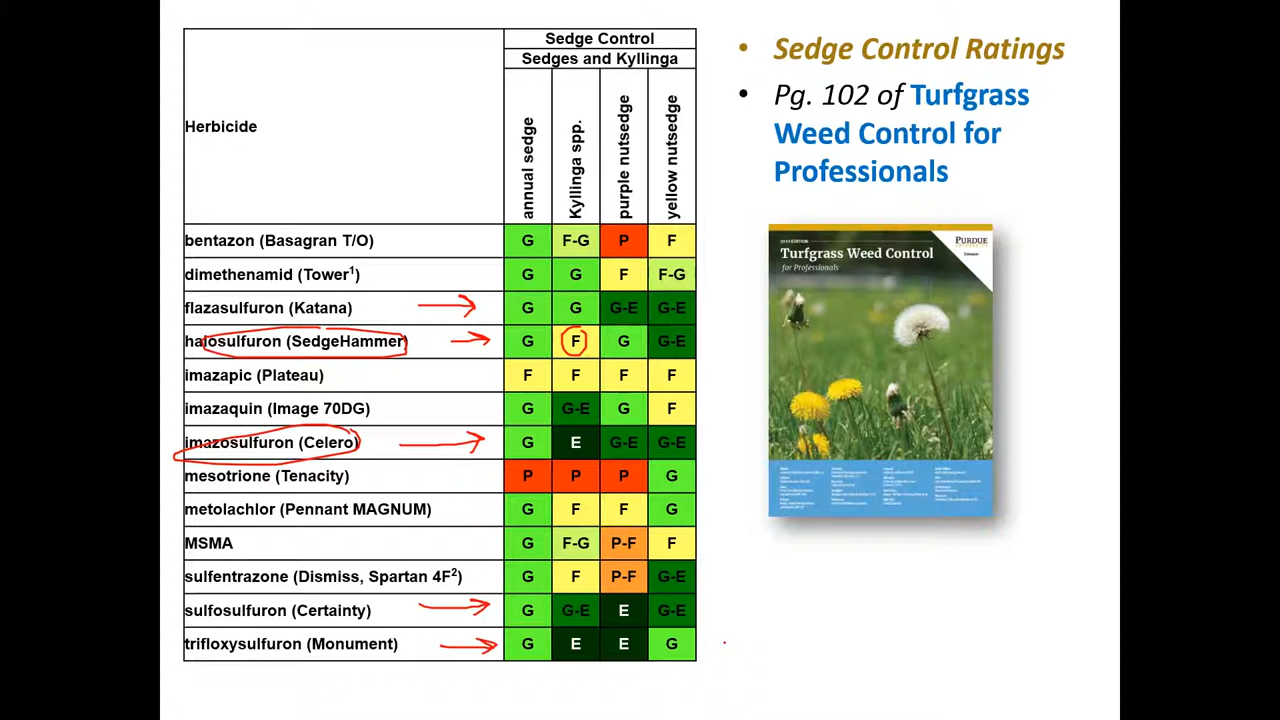 Sedge Control
Sedges and Kyllinga
Herbicide
annual sedge
Kyllinga spp.
purple nutsedge
yellow nutsedge
bentazon (Basagran T/O) G F-G P F
dimethenamid (Tower¹) G G F F-G
flazasulfuron (Katana) G G G-E G-E
halosulfuron (SedgeHammer) G F G G-E
imazapic (Plateau) F F F F
imazaquin (Image 70DG) G G-E G F
imazosulfuron (Celero) G E G-E G-E
mesotrione (Tenacity) P P P G
metolachlor (Pennant MAGNUM) G F F G
MSMA G F-G P-F F
sulfentrazone (Dismiss, Spartan 4F²) G F P-F G-E
sulfosulfuron (Certainty) G G-E E G-E
trifloxysulfuron (Monument) G E E G
• Sedge Control Ratings
• Pg. 102 of Turfgrass
Weed Control for
Professionals
PURDUE
Turfgrass Weed Control
for Professionals